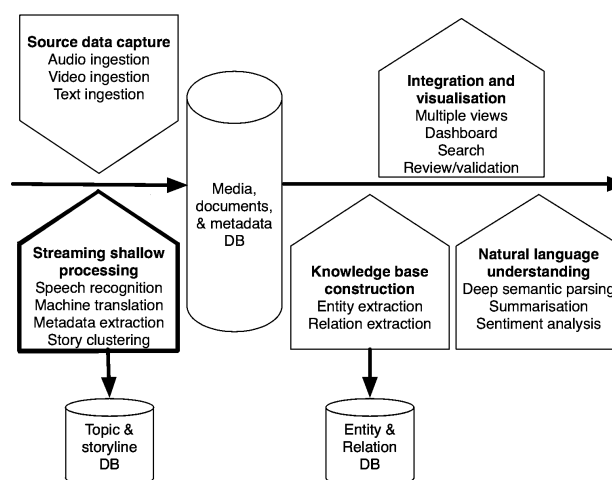 Source data capture
Audio ingestion
Video ingestion
Text ingestion
Integration and
visualisation
Multiple views
Dashboard
Search
Review/validation
Media,
documents,
& metadata
DB
Streaming shallow
processing
Speech recognition
Machine translation
Metadata extraction
Story clustering
Knowledge base
construction
Entity extraction
Relation extraction
Natural language
understanding
Deep semantic parsing
Summarisation
Sentiment analysis
Topic &
storyline
DB
Entity &
Relation
DB